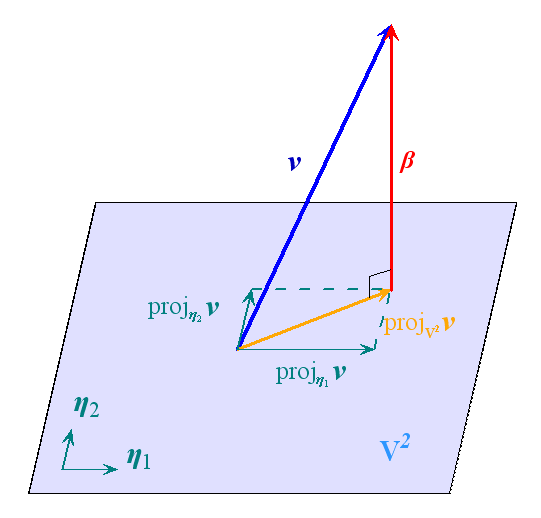 ν
β
proj_η₂ ν
proj_V² ν
proj_η₁ ν
η₂
η₁
V²